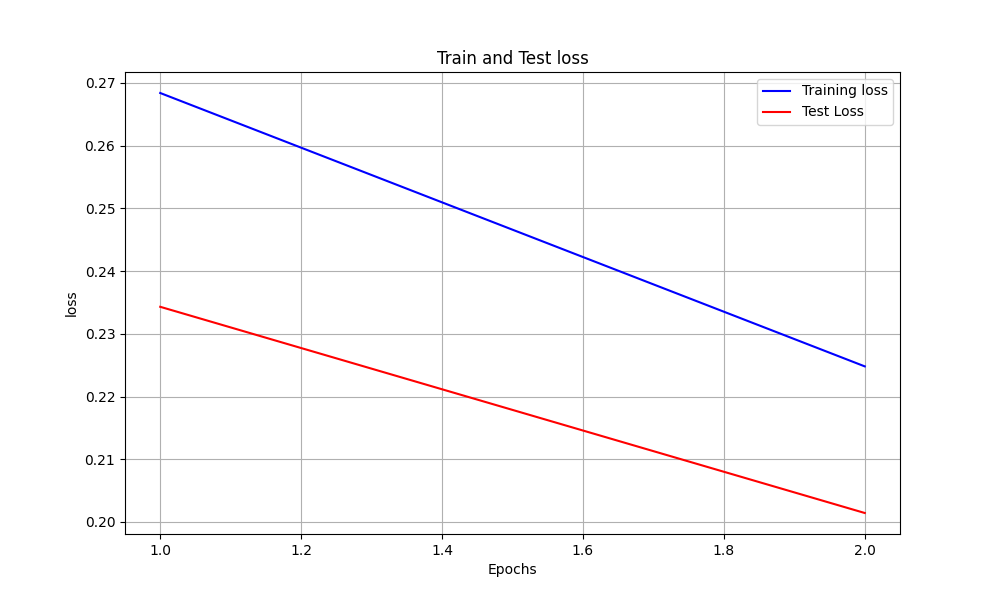 Train and Test loss
Training loss
Test Loss
0.27
0.26
0.25
0.24
0.23
0.22
0.21
0.20
loss
1.0 1.2 1.4 1.6 1.8 2.0
Epochs